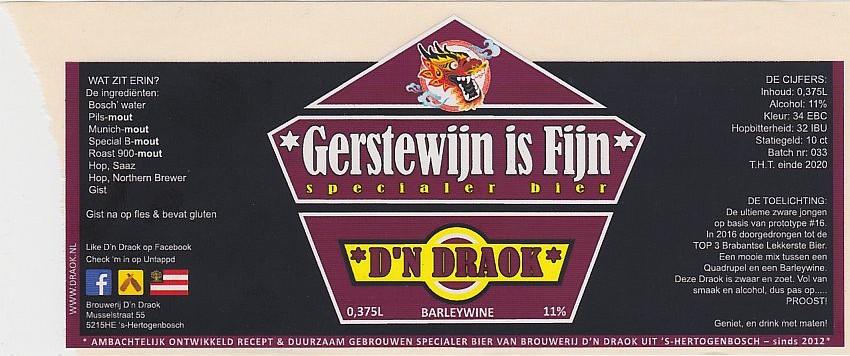 WAT ZIT ERIN?
De ingrediënten:
Bosch' water
Pils-mout
Munich-mout
Special B-mout
Roast 900-mout
Hop, Saaz
Hop, Northern Brewer
Gist
Gist na op fles & bevat gluten
Like D'n Draok op Facebook
Check 'm in op Untappd
f
Brouwerij D'n Draok
Musselstraat 55
5215HE 's-Hertogenbosch
WWW.DRAOK.NL
*Gerstewijn is Fijn*
specialer bier
*D'N DRAOK*
0,375L BARLEYWINE 11%
DE CIJFERS:
Inhoud: 0,375L
Alcohol: 11%
Kleur: 34 EBC
Hopbitterheid: 32 IBU
Statiegeld: 10 ct
Batch nr: 033
T.H.T. einde 2020
DE TOELICHTING:
De ultieme zware jongen
op basis van prototype #16.
In 2016 doorgedrongen tot de
TOP 3 Brabantse Lekkerste Bier.
Een mooie mix tussen een
Quadrupel en een Barleywine.
Deze Draok is zwaar en zoet. Vol van
smaak en alcohol, dus pas op.....
PROOST!
Geniet, en drink met maten!
* AMBACHTELIJK ONTWIKKELD RECEPT & DUURZAAM GEBROUWEN SPECIALER BIER VAN BROUWERIJ D'N DRAOK UIT 'S-HERTOGENBOSCH – sinds 2012*